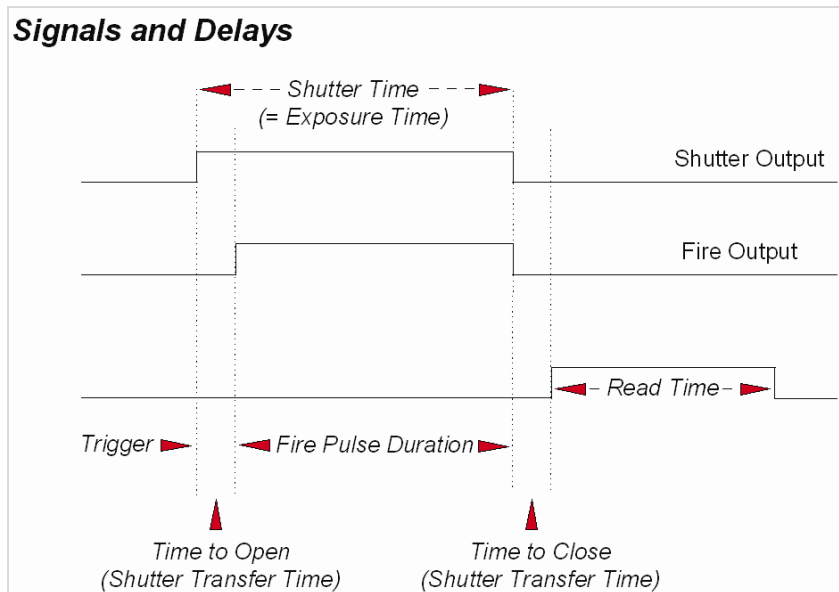 Signals and Delays
Shutter Time
(= Exposure Time)
Shutter Output
Fire Output
Read Time
Trigger
Fire Pulse Duration
Time to Open
(Shutter Transfer Time)
Time to Close
(Shutter Transfer Time)